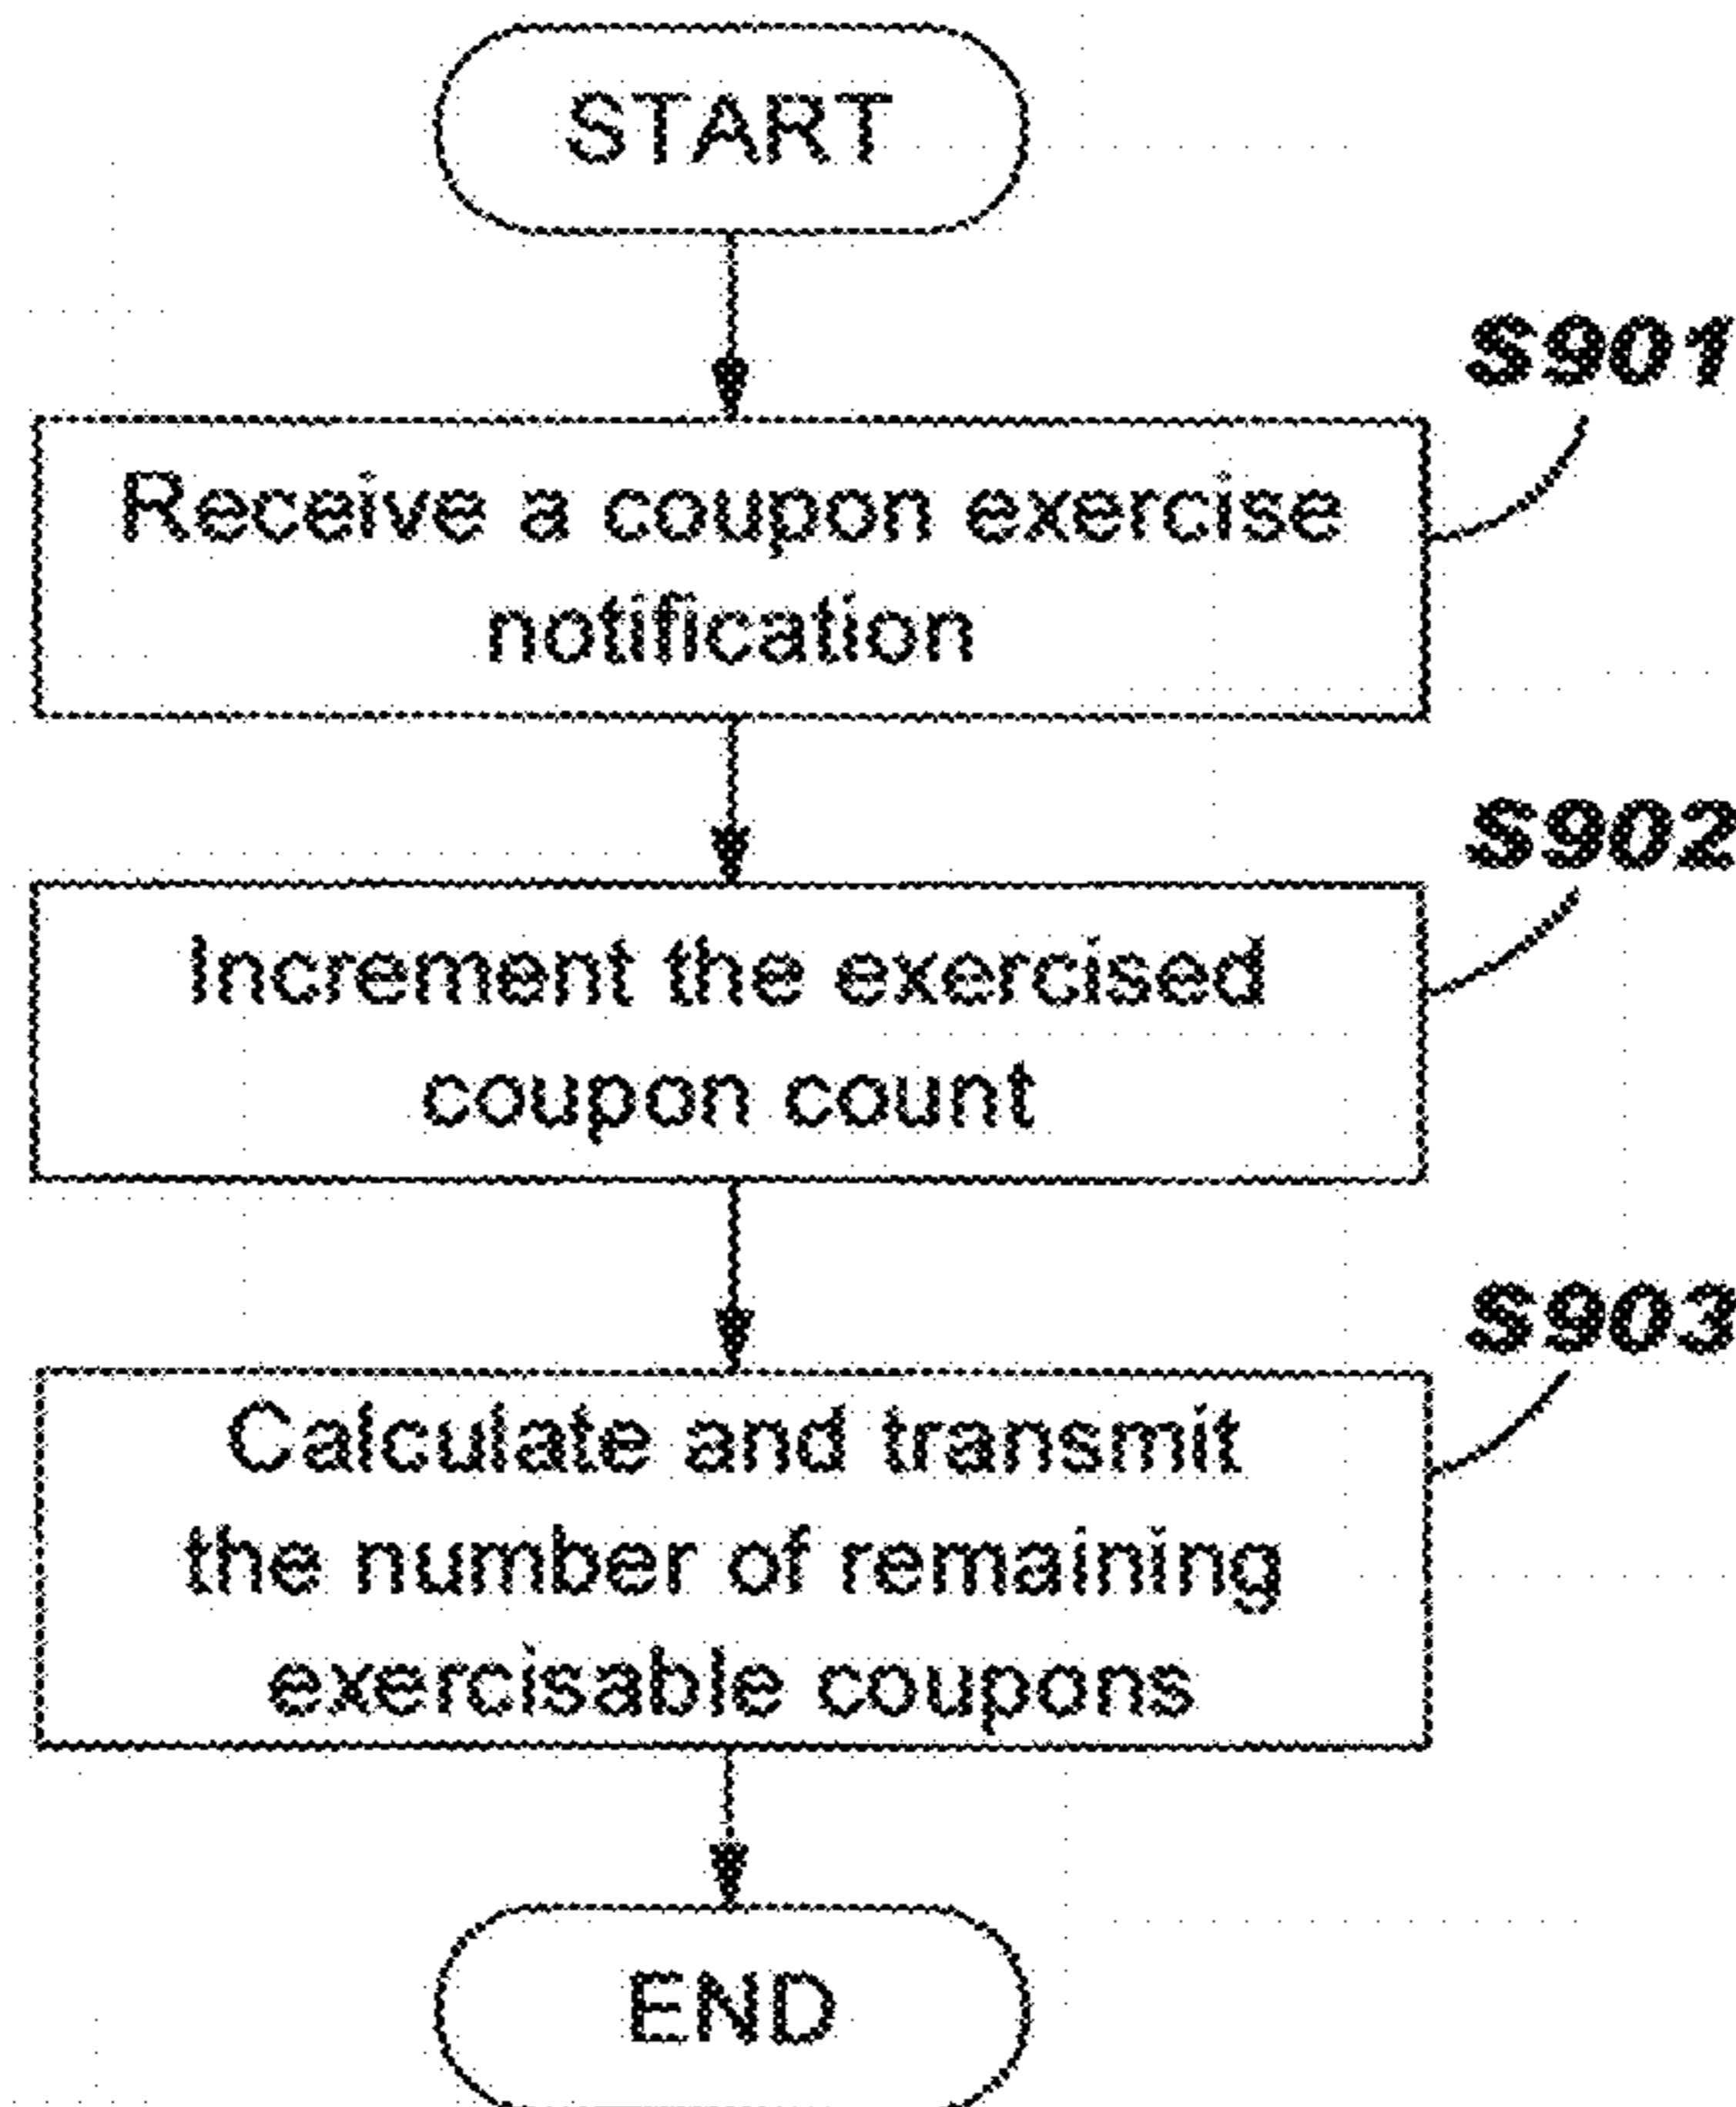 START
S901
Receive a coupon exercise
notification
S902
Increment the exercised
coupon count
S903
Calculate and transmit
the number of remaining
exercisable coupons
END